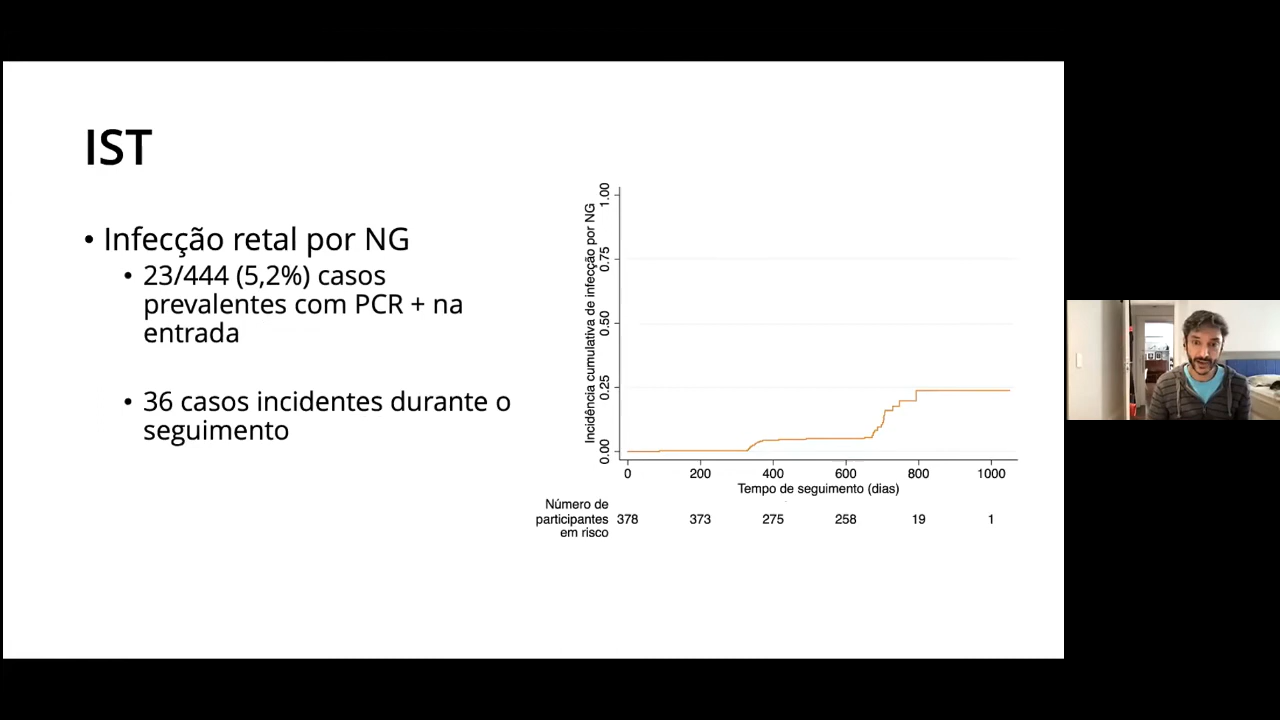 IST
• Infecção retal por NG
• 23/444 (5,2%) casos
prevalentes com PCR + na
entrada
• 36 casos incidentes durante o
seguimento
Incidência cumulativa de infecção por NG
1.00
0.75
0.50
0.25
0.00
0 200 400 600 800 1000
Tempo de seguimento (dias)
Número de
participantes
em risco
378 373 275 258 19 1